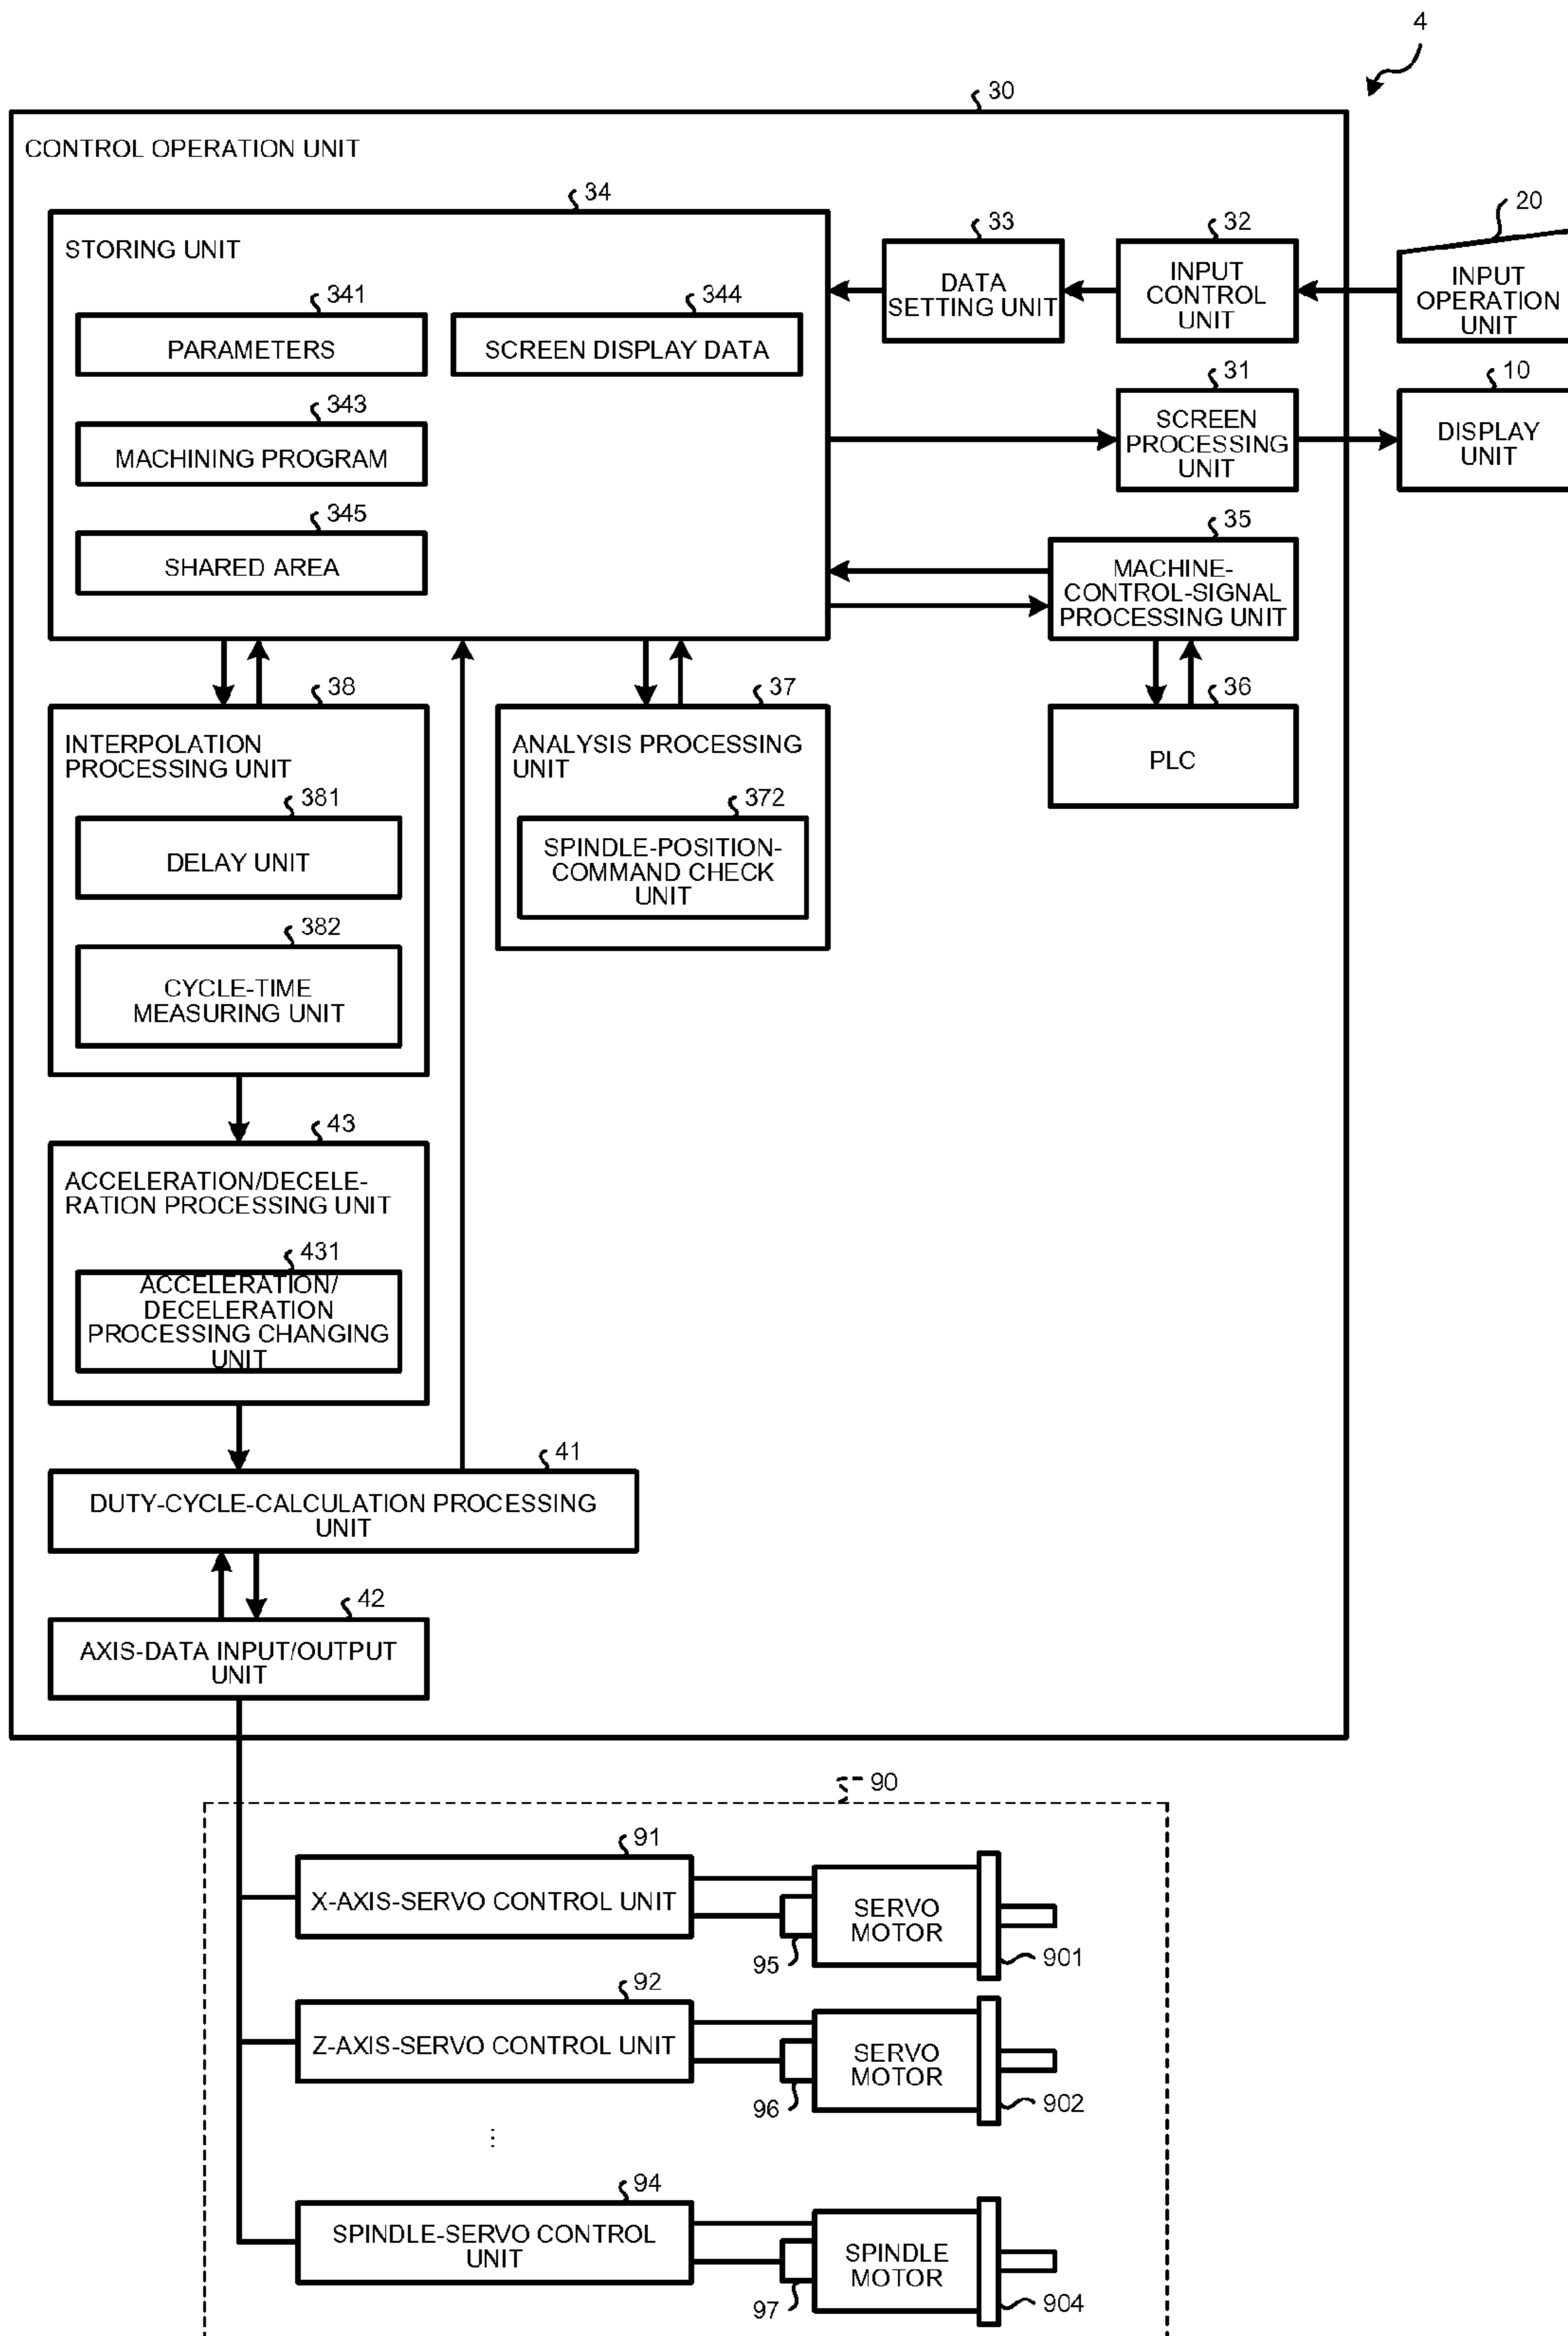 4
30
CONTROL OPERATION UNIT
34
STORING UNIT
341
PARAMETERS
344
SCREEN DISPLAY DATA
343
MACHINING PROGRAM
345
SHARED AREA
33
DATA
SETTING UNIT
32
INPUT
CONTROL
UNIT
20
INPUT
OPERATION
UNIT
31
SCREEN
PROCESSING
UNIT
10
DISPLAY
UNIT
35
MACHINE-
CONTROL-SIGNAL
PROCESSING UNIT
36
PLC
38
INTERPOLATION
PROCESSING UNIT
381
DELAY UNIT
382
CYCLE-TIME
MEASURING UNIT
37
ANALYSIS PROCESSING
UNIT
372
SPINDLE-POSITION-
COMMAND CHECK
UNIT
43
ACCELERATION/DECELE-
RATION PROCESSING UNIT
431
ACCELERATION/
DECELERATION
PROCESSING CHANGING
UNIT
41
DUTY-CYCLE-CALCULATION PROCESSING
UNIT
42
AXIS-DATA INPUT/OUTPUT
UNIT
90
91
X-AXIS-SERVO CONTROL UNIT
95
SERVO
MOTOR
901
92
Z-AXIS-SERVO CONTROL UNIT
96
SERVO
MOTOR
902
...
94
SPINDLE-SERVO CONTROL
UNIT
97
SPINDLE
MOTOR
904